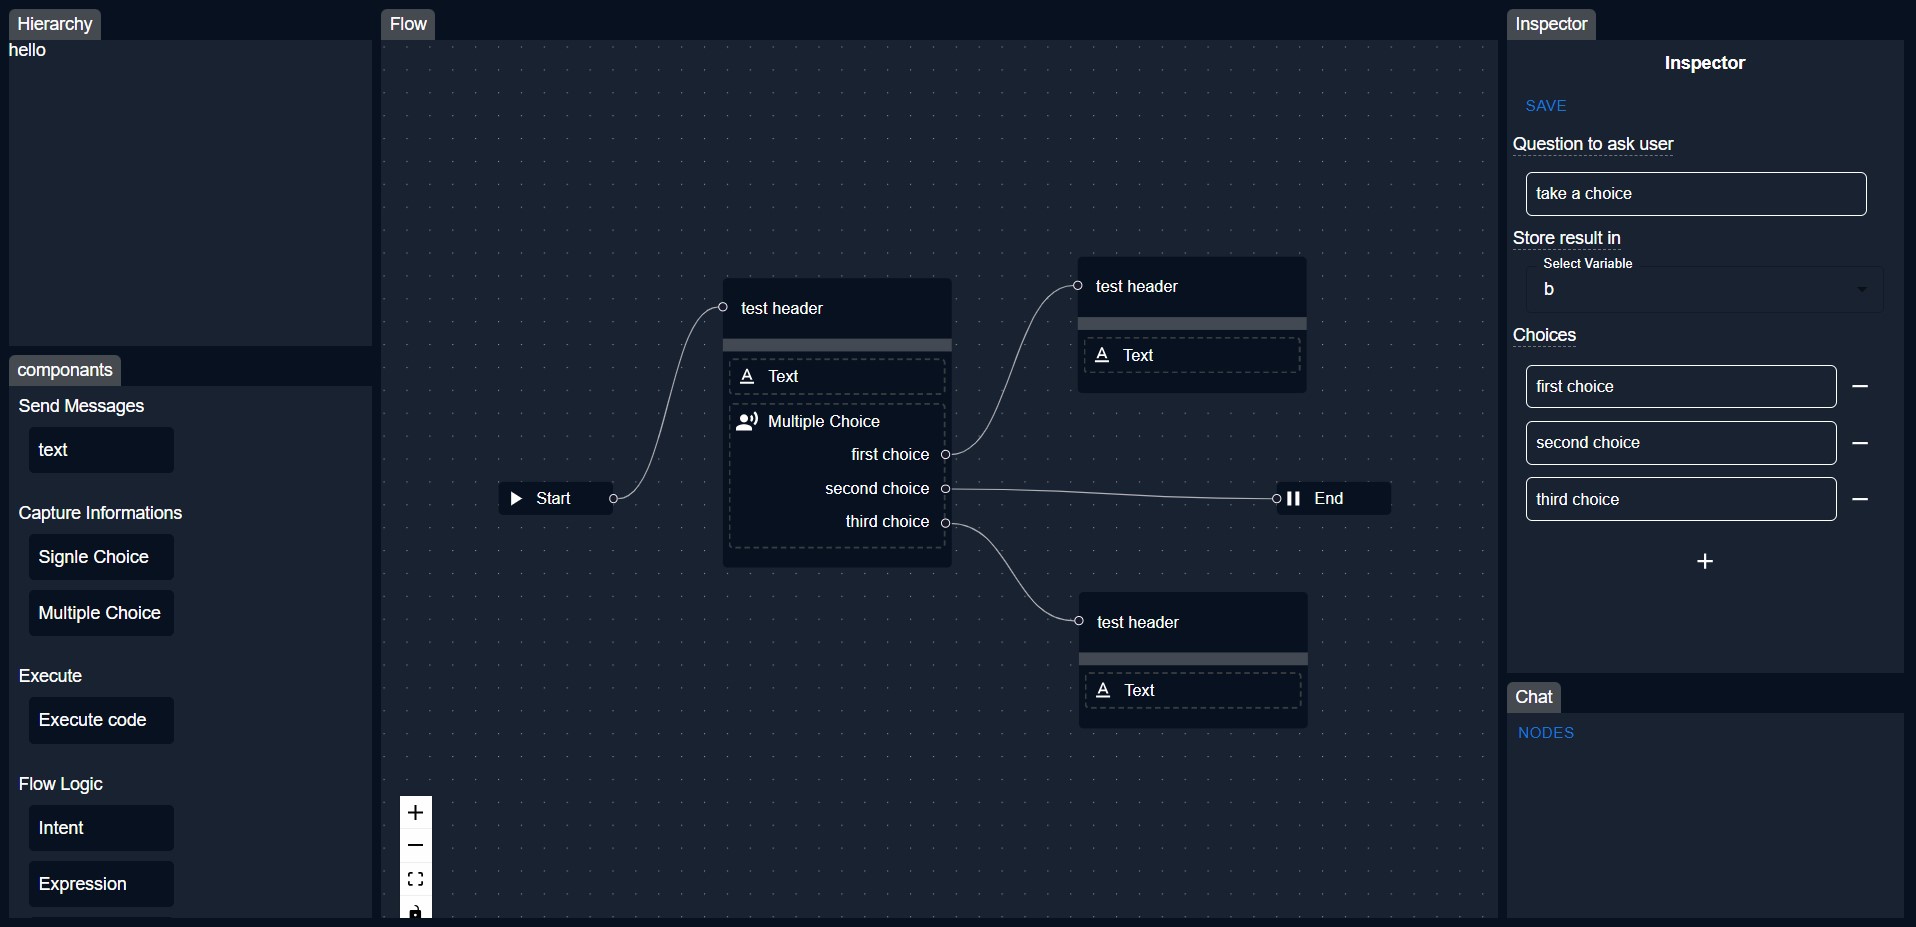 Hierarchy
hello
componants
Send Messages
text
Capture Informations
Signle Choice
Multiple Choice
Execute
Execute code
Flow Logic
Intent
Expression
Flow
Start
test header
Text
Multiple Choice
first choice
second choice
third choice
test header
Text
End
test header
Text
Inspector
Inspector
SAVE
Question to ask user
take a choice
Store result in
Select Variable
b
Choices
first choice
second choice
third choice
Chat
NODES